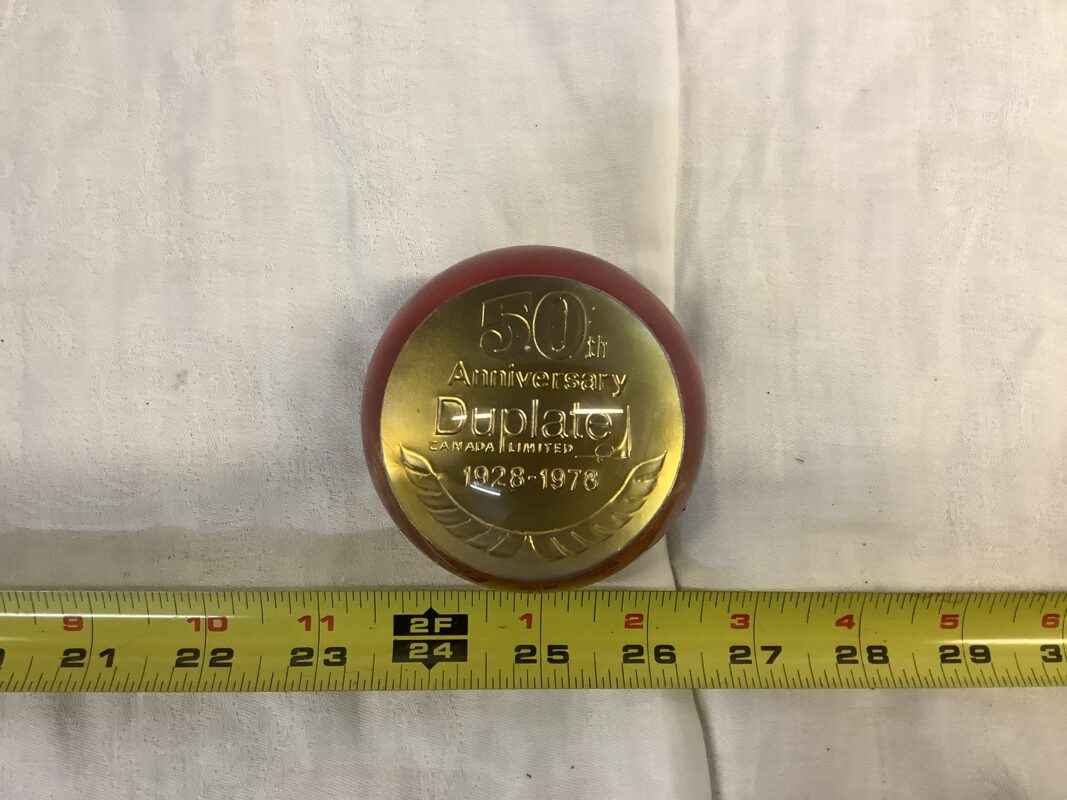 50th
Anniversary
Duplate
CANADA LIMITED
1928-1978
9 10 11 2F 1 2 3 4 5 6
21 22 23 24 25 26 27 28 29